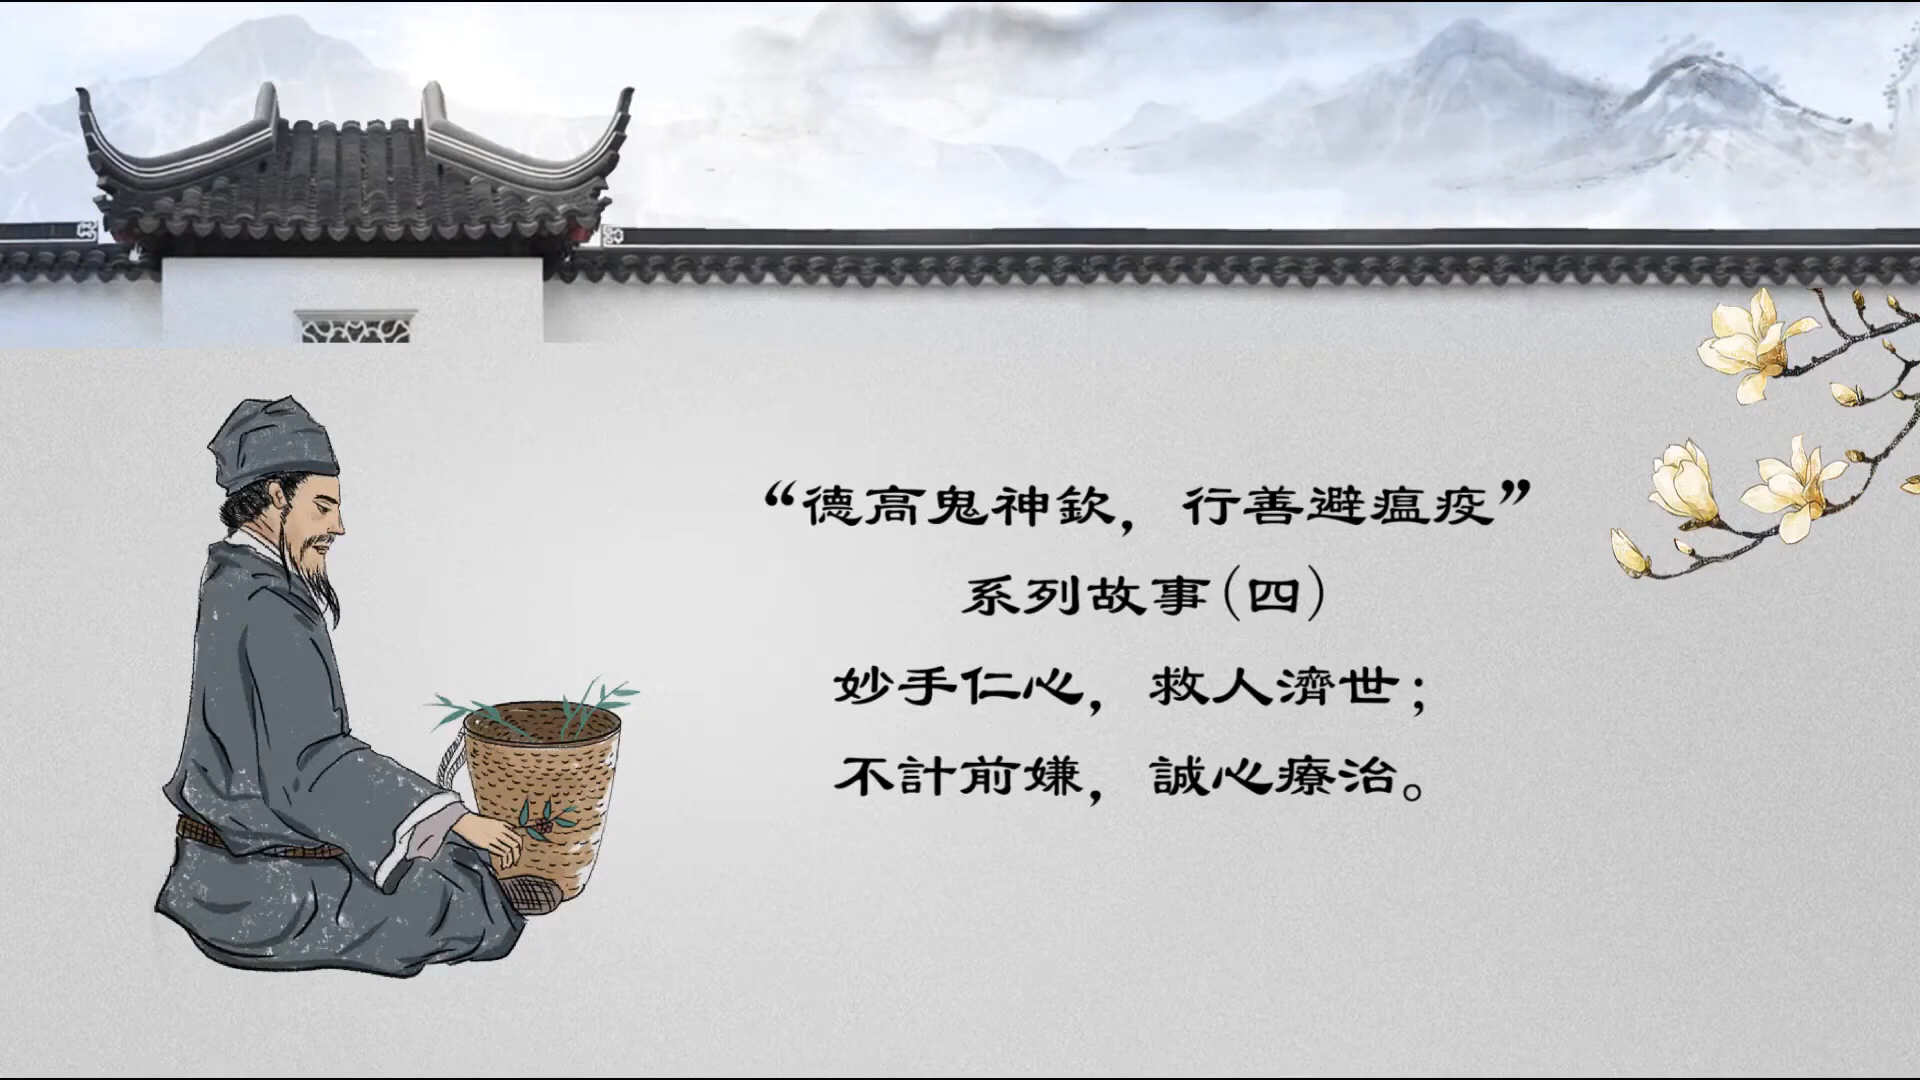 “德高鬼神欽，行善避瘟疫”
系列故事(四)
妙手仁心，救人濟世；
不計前嫌，誠心療治。